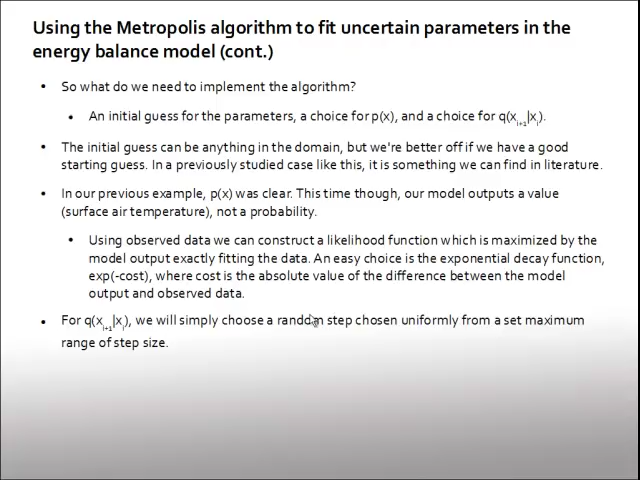 Using the Metropolis algorithm to fit uncertain parameters in the
energy balance model (cont.)
• So what do we need to implement the algorithm?
• An initial guess for the parameters, a choice for p(x), and a choice for q(xᵢ₊₁|xᵢ).
• The initial guess can be anything in the domain, but we're better off if we have a good
starting guess. In a previously studied case like this, it is something we can find in literature.
• In our previous example, p(x) was clear. This time though, our model outputs a value
(surface air temperature), not a probability.
• Using observed data we can construct a likelihood function which is maximized by the
model output exactly fitting the data. An easy choice is the exponential decay function,
exp(-cost), where cost is the absolute value of the difference between the model
output and observed data.
• For q(xᵢ₊₁|xᵢ), we will simply choose a random step chosen uniformly from a set maximum
range of step size.